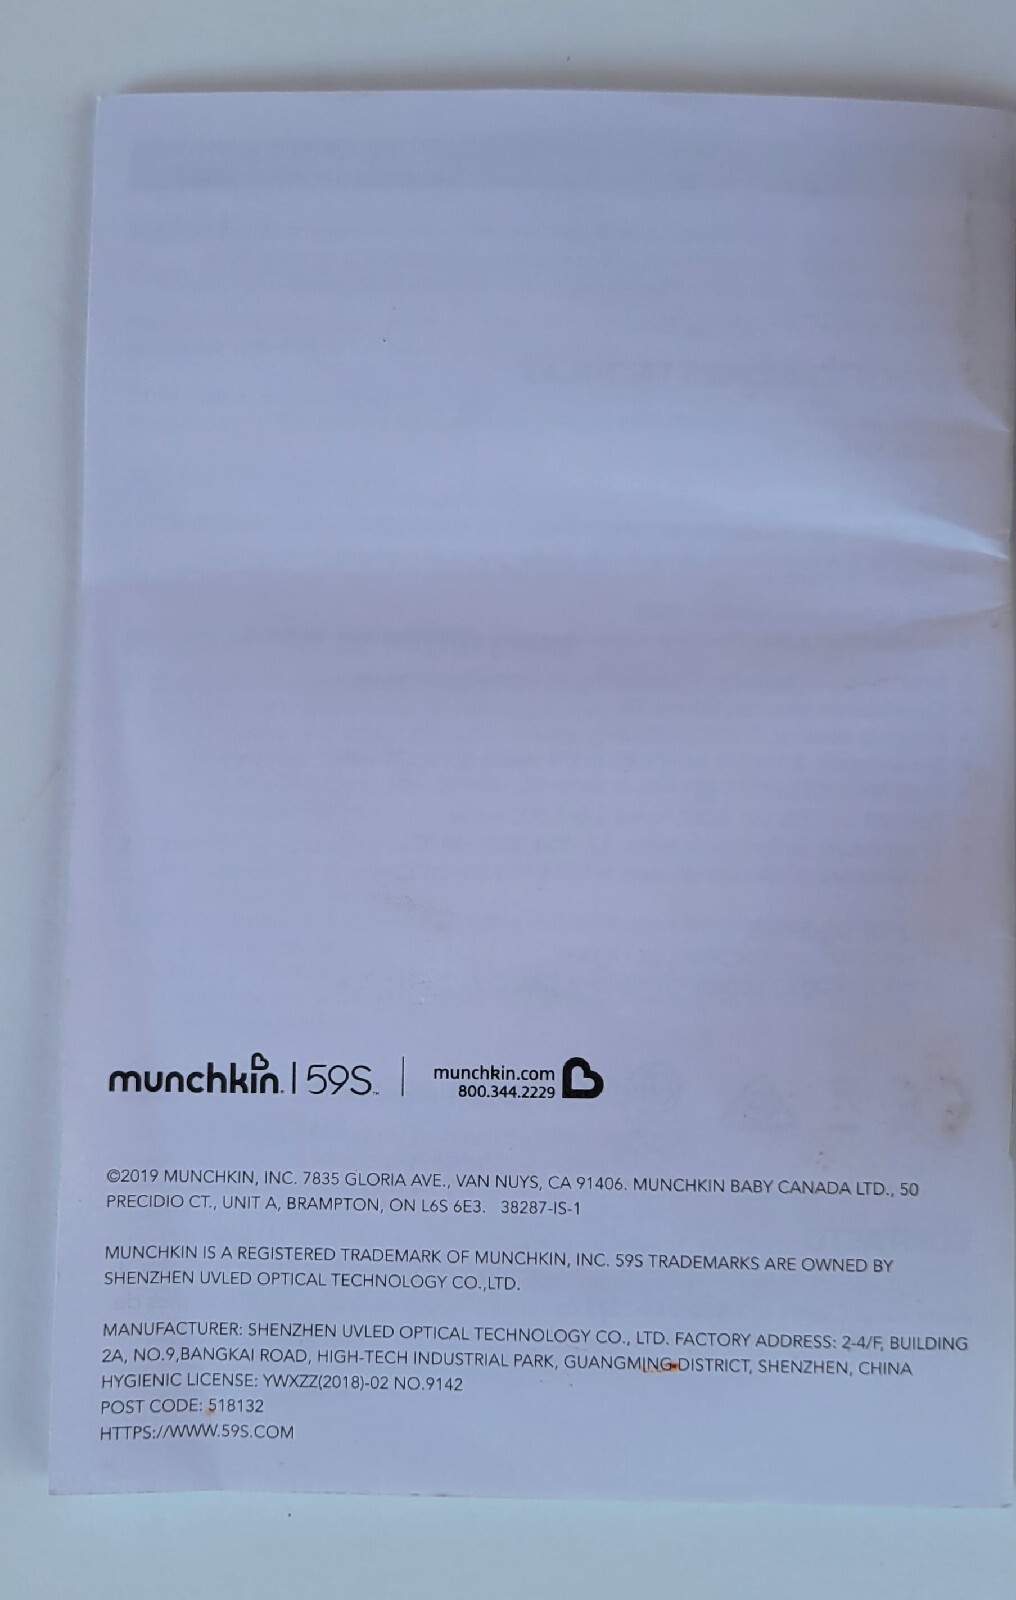 munchkin. | 59S™ | munchkin.com
800.344.2229
©2019 MUNCHKIN, INC. 7835 GLORIA AVE., VAN NUYS, CA 91406. MUNCHKIN BABY CANADA LTD., 50
PRECIDIO CT., UNIT A, BRAMPTON, ON L6S 6E3. 38287-IS-1
MUNCHKIN IS A REGISTERED TRADEMARK OF MUNCHKIN, INC. 59S TRADEMARKS ARE OWNED BY
SHENZHEN UVLED OPTICAL TECHNOLOGY CO.,LTD.
MANUFACTURER: SHENZHEN UVLED OPTICAL TECHNOLOGY CO., LTD. FACTORY ADDRESS: 2-4/F, BUILDING
2A, NO.9,BANGKAI ROAD, HIGH-TECH INDUSTRIAL PARK, GUANGMING DISTRICT, SHENZHEN, CHINA
HYGIENIC LICENSE: YWXZZ(2018)-02 NO.9142
POST CODE: 518132
HTTPS://WWW.59S.COM